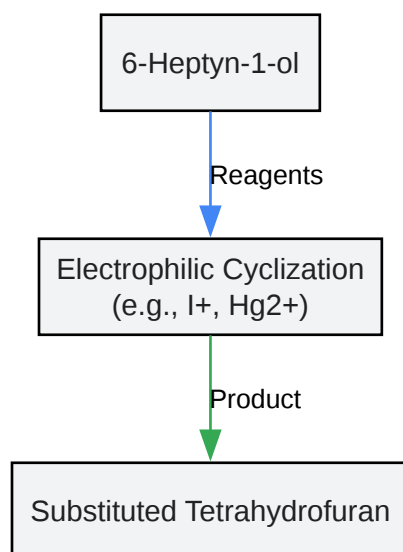 6-Heptyn-1-ol
Reagents
Electrophilic Cyclization
(e.g., I+, Hg2+)
Product
Substituted Tetrahydrofuran